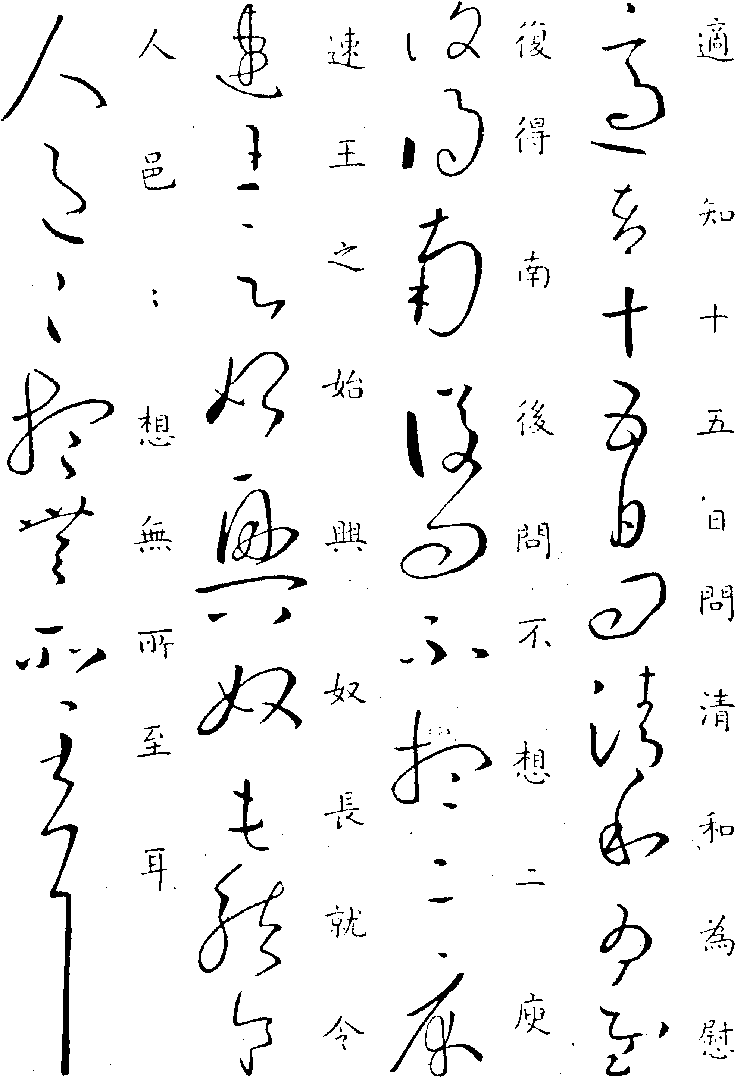 適知十五日問清和為慰
復得南後問不想二庾
速王之始興奴長就令
人邑〻想無所至耳